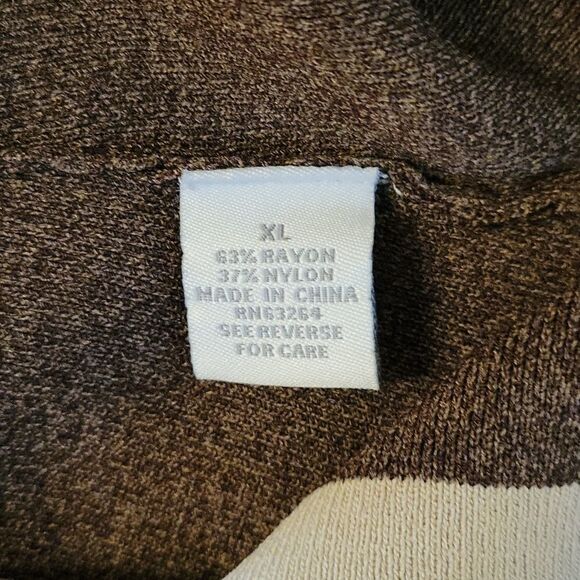 XL
63% RAYON
37% NYLON
MADE IN CHINA
RN63264
SEE REVERSE
FOR CARE